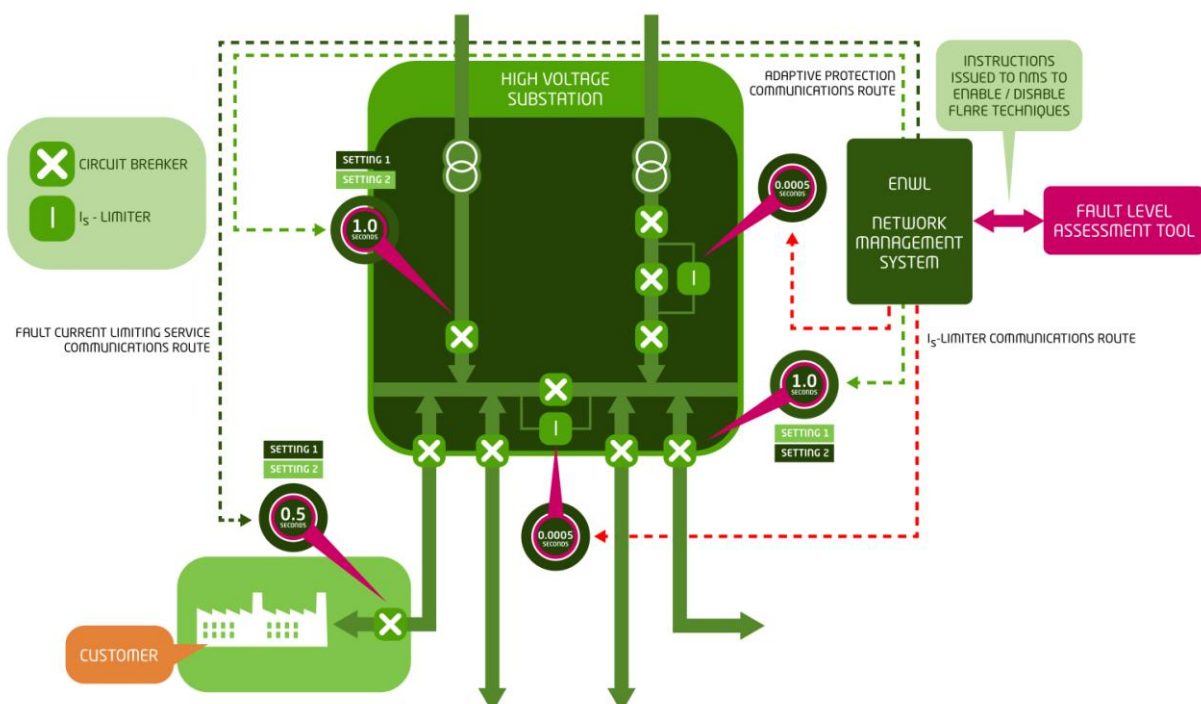 HIGH VOLTAGE
SUBSTATION
ADAPTIVE PROTECTION
COMMUNICATIONS ROUTE
INSTRUCTIONS
ISSUED TO NMS TO
ENABLE / DISABLE
FLARE TECHNIQUES
CIRCUIT BREAKER
I
IS - LIMITER
SETTING 1
SETTING 2
1.0
SECONDS
0.0005
SECONDS
I
ENWL
NETWORK
MANAGEMENT
SYSTEM
FAULT LEVEL
ASSESSMENT TOOL
FAULT CURRENT LIMITING SERVICE
COMMUNICATIONS ROUTE
IS-LIMITER COMMUNICATIONS ROUTE
1.0
SECONDS
SETTING 1
SETTING 2
I
SETTING 1
SETTING 2
0.5
SECONDS
0.0005
SECONDS
CUSTOMER